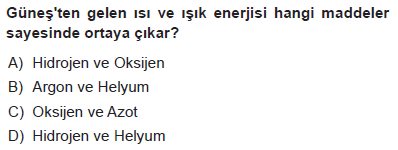 Güneş'ten gelen ısı ve ışık enerjisi hangi maddeler
sayesinde ortaya çıkar?
A) Hidrojen ve Oksijen
B) Argon ve Helyum
C) Oksijen ve Azot
D) Hidrojen ve Helyum